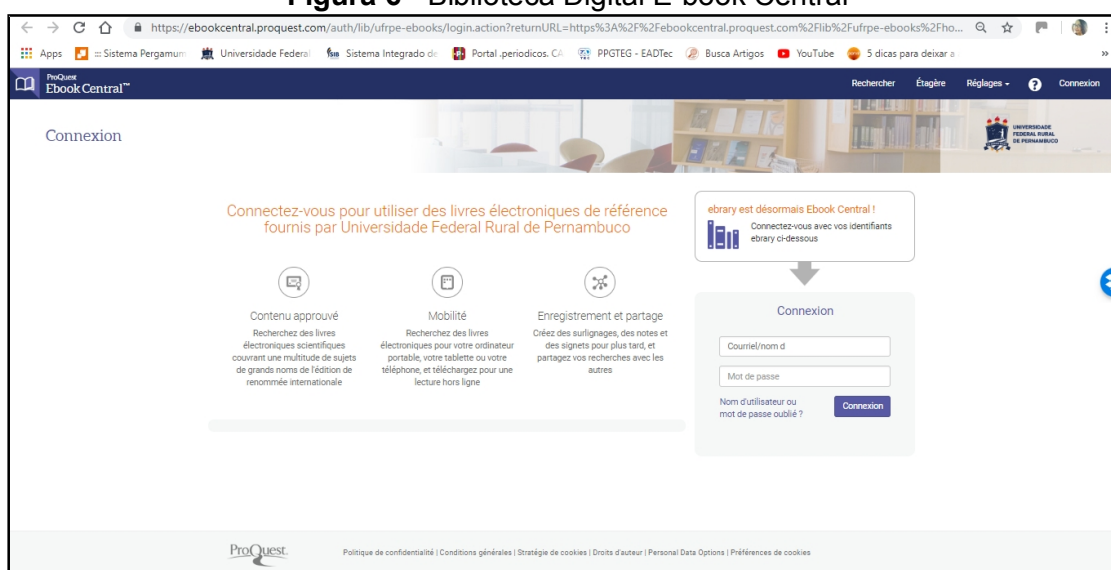 Figura 6 - Biblioteca Digital E-book Central
https://ebookcentral.proquest.com/auth/lib/ufrpe-ebooks/login.action?returnURL=https%3A%2F%2Febookcentral.proquest.com%2Flib%2Fufrpe-ebooks%2Fho...
Apps ::: Sistema Pergamum Universidade Federal Sistema Integrado de Portal .periodicos. CA PPGTEG - EADTec Busca Artigos YouTube 5 dicas para deixar a »
ProQuest
Ebook Central™ Rechercher Étagère Réglages ? Connexion
Connexion
UNIVERSIDADE
FEDERAL RURAL
DE PERNAMBUCO
Connectez-vous pour utiliser des livres électroniques de référence
fournis par Universidade Federal Rural de Pernambuco
Contenu approuvé
Recherchez des livres
électroniques scientifiques
couvrant une multitude de sujets
de grands noms de l'édition de
renommée internationale
Mobilité
Recherchez des livres
électroniques pour votre ordinateur
portable, votre tablette ou votre
téléphone, et téléchargez pour une
lecture hors ligne
Enregistrement et partage
Créez des surlignages, des notes et
des signets pour plus tard, et
partagez vos recherches avec les
autres
ebrary est désormais Ebook Central !
Connectez-vous avec vos identifiants
ebrary ci-dessous
Connexion
Courriel/nom d
Mot de passe
Nom d'utilisateur ou
mot de passe oublié ?
Connexion
ProQuest.
Politique de confidentialité | Conditions générales | Stratégie de cookies | Droits d'auteur | Personal Data Options | Préférences de cookies